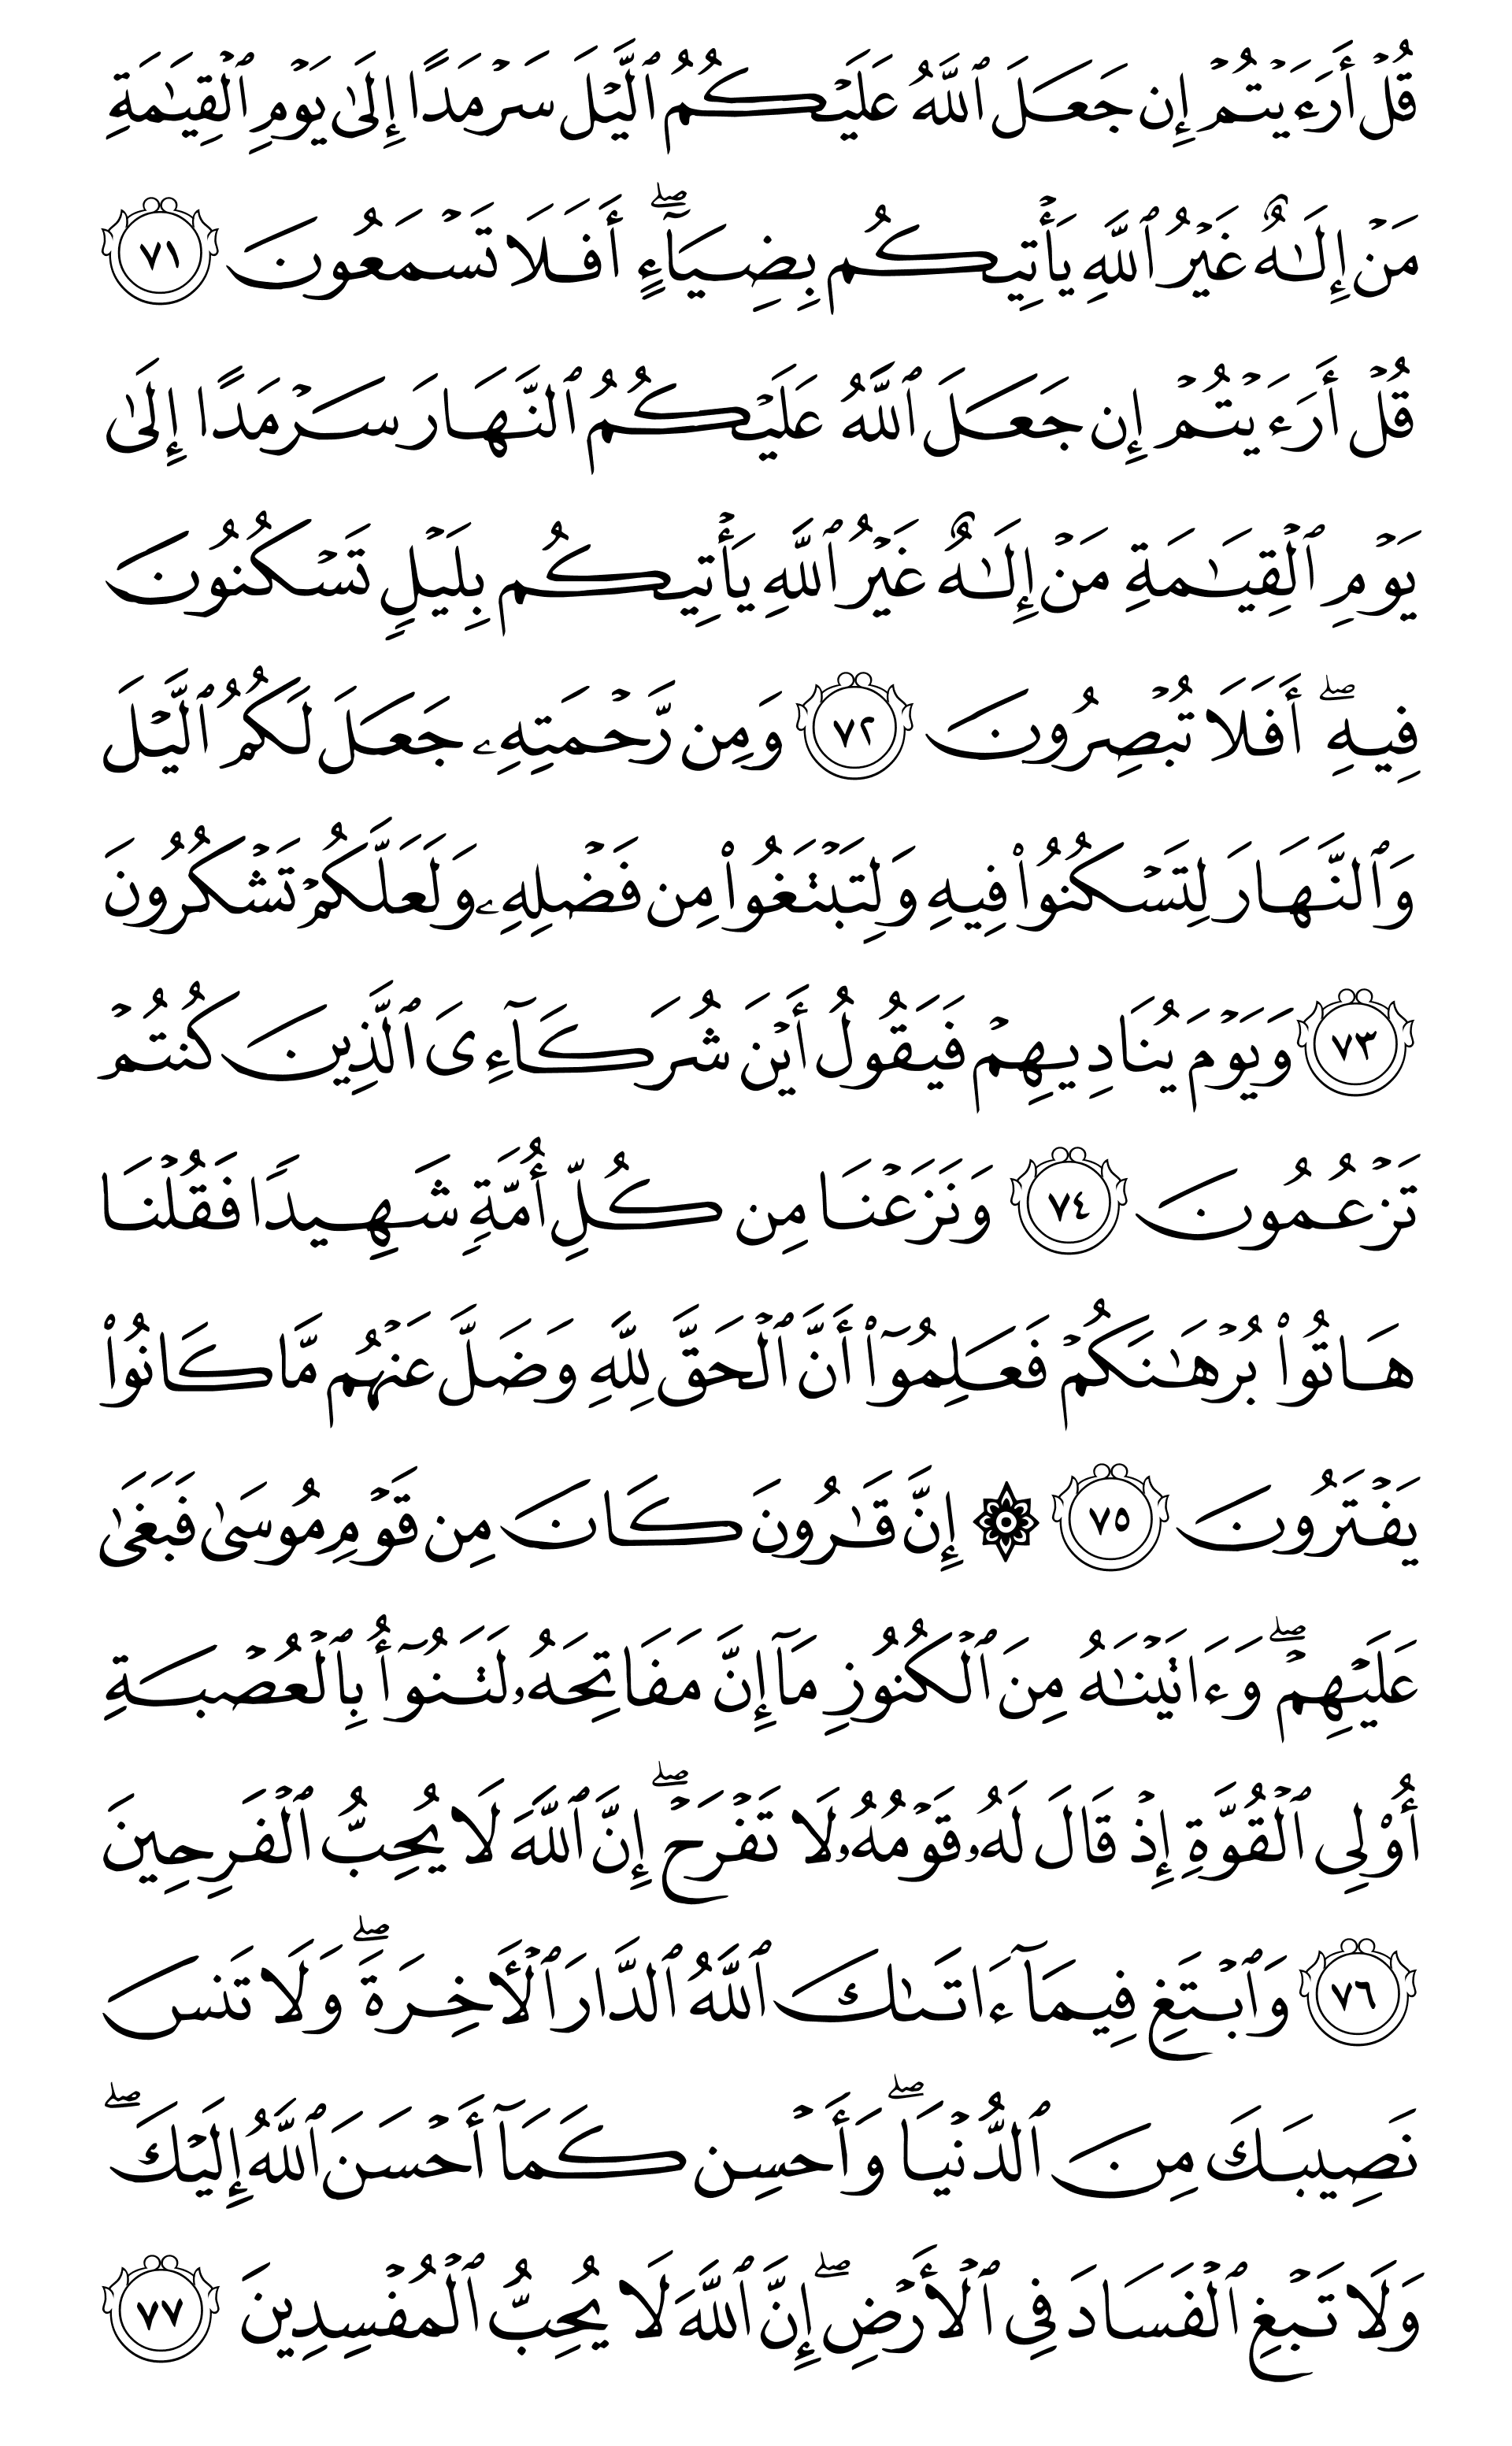 قُلۡ أَرَءَيۡتُمۡ إِن جَعَلَ ٱللَّهُ عَلَيۡكُمُ ٱلَّيۡلَ سَرۡمَدًا إِلَىٰ يَوۡمِ ٱلۡقِيَٰمَةِ
مَنۡ إِلَٰهٌ غَيۡرُ ٱللَّهِ يَأۡتِيكُم بِضِيَآءٍۖ أَفَلَا تَسۡمَعُونَ ٧١
قُلۡ أَرَءَيۡتُمۡ إِن جَعَلَ ٱللَّهُ عَلَيۡكُمُ ٱلنَّهَارَ سَرۡمَدًا إِلَىٰ
يَوۡمِ ٱلۡقِيَٰمَةِ مَنۡ إِلَٰهٌ غَيۡرُ ٱللَّهِ يَأۡتِيكُم بِلَيۡلٖ تَسۡكُنُونَ
فِيهِۖ أَفَلَا تُبۡصِرُونَ ٧٢ وَمِن رَّحۡمَتِهِۦ جَعَلَ لَكُمُ ٱلَّيۡلَ
وَٱلنَّهَارَ لِتَسۡكُنُواْ فِيهِ وَلِتَبۡتَغُواْ مِن فَضۡلِهِۦ وَلَعَلَّكُمۡ تَشۡكُرُونَ
٧٣ وَيَوۡمَ يُنَادِيهِمۡ فَيَقُولُ أَيۡنَ شُرَكَآءِيَ ٱلَّذِينَ كُنتُمۡ
تَزۡعُمُونَ ٧٤ وَنَزَعۡنَا مِن كُلِّ أُمَّةٖ شَهِيدٗا فَقُلۡنَا
هَاتُواْ بُرۡهَٰنَكُمۡ فَعَلِمُوٓاْ أَنَّ ٱلۡحَقَّ لِلَّهِ وَضَلَّ عَنۡهُم مَّا كَانُواْ
يَفۡتَرُونَ ٧٥ ۞ إِنَّ قَٰرُونَ كَانَ مِن قَوۡمِ مُوسَىٰ فَبَغَىٰ
عَلَيۡهِمۡۖ وَءَاتَيۡنَٰهُ مِنَ ٱلۡكُنُوزِ مَآ إِنَّ مَفَاتِحَهُۥ لَتَنُوٓأُ بِٱلۡعُصۡبَةِ
أُوْلِي ٱلۡقُوَّةِ إِذۡ قَالَ لَهُۥ قَوۡمُهُۥ لَا تَفۡرَحۡۖ إِنَّ ٱللَّهَ لَا يُحِبُّ ٱلۡفَرِحِينَ
٧٦ وَٱبۡتَغِ فِيمَآ ءَاتَىٰكَ ٱللَّهُ ٱلدَّارَ ٱلۡأٓخِرَةَۖ وَلَا تَنسَ
نَصِيبَكَ مِنَ ٱلدُّنۡيَاۖ وَأَحۡسِن كَمَآ أَحۡسَنَ ٱللَّهُ إِلَيۡكَۖ
وَلَا تَبۡغِ ٱلۡفَسَادَ فِي ٱلۡأَرۡضِۖ إِنَّ ٱللَّهَ لَا يُحِبُّ ٱلۡمُفۡسِدِينَ ٧٧